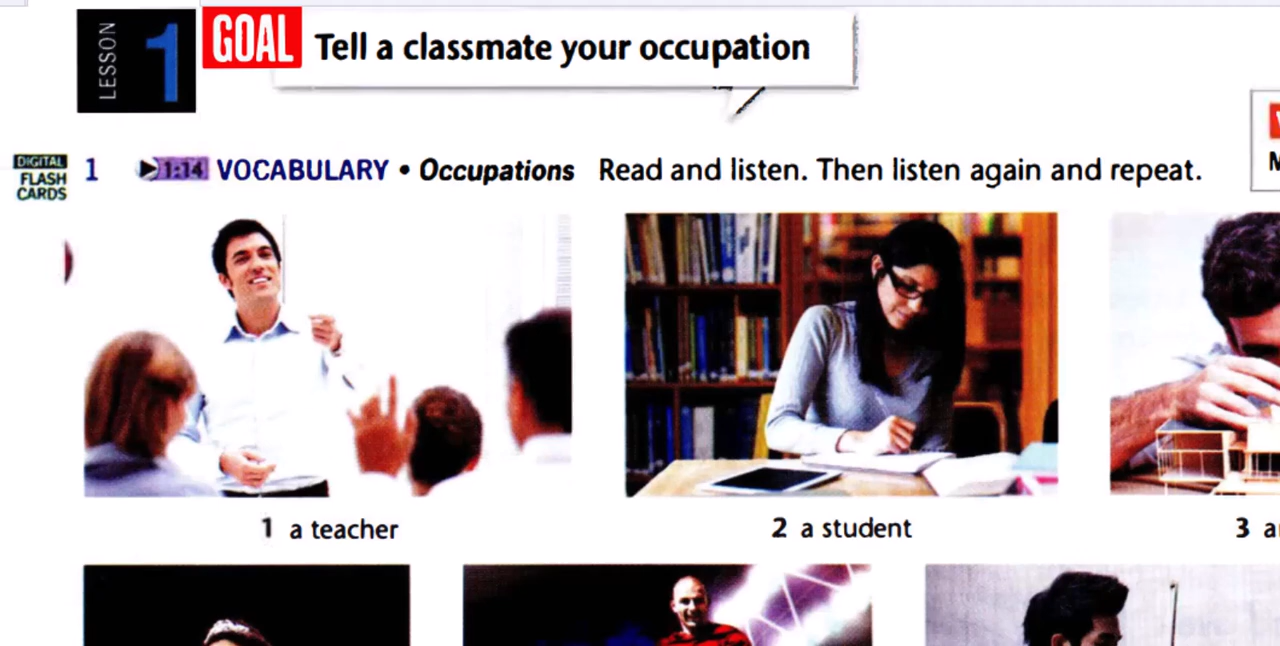 LESSON 1
GOAL Tell a classmate your occupation
DIGITAL
FLASH
CARDS
1 ▶1:14 VOCABULARY • Occupations Read and listen. Then listen again and repeat.
1 a teacher
2 a student
3